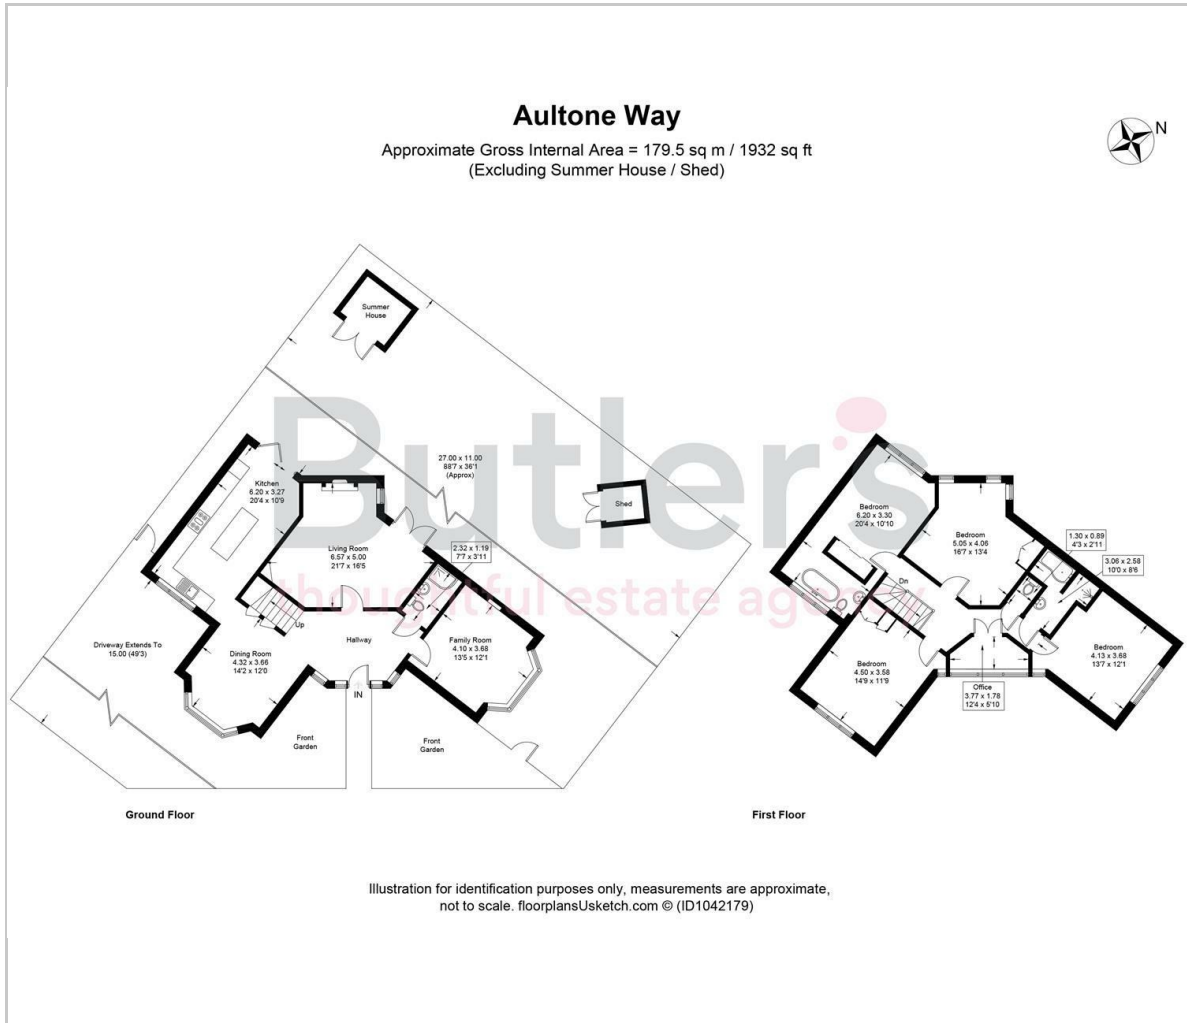 Aultone Way
Approximate Gross Internal Area = 179.5 sq m / 1932 sq ft
(Excluding Summer House / Shed)
N
Summer
House
27.00 x 11.00
88'7 x 36'1
(Approx)
Kitchen
6.20 x 3.27
20'4 x 10'9
Shed
Living Room
6.57 x 5.00
21'7 x 16'5
2.32 x 1.19
7'7 x 3'11
Up
Hallway
Family Room
4.10 x 3.68
13'5 x 12'1
Driveway Extends To
15.00 (49'3)
Dining Room
4.32 x 3.66
14'2 x 12'0
IN
Front
Garden
Front
Garden
Ground Floor
Bedroom
6.20 x 3.30
20'4 x 10'10
Bedroom
5.05 x 4.06
16'7 x 13'4
1.30 x 0.89
4'3 x 2'11
3.06 x 2.58
10'0 x 8'6
Dn
Bedroom
4.13 x 3.68
13'7 x 12'1
Bedroom
4.50 x 3.58
14'9 x 11'9
Office
3.77 x 1.78
12'4 x 5'10
First Floor
Butler's
thoughtful estate agency
Illustration for identification purposes only, measurements are approximate,
not to scale. floorplansUsketch.com © (ID1042179)